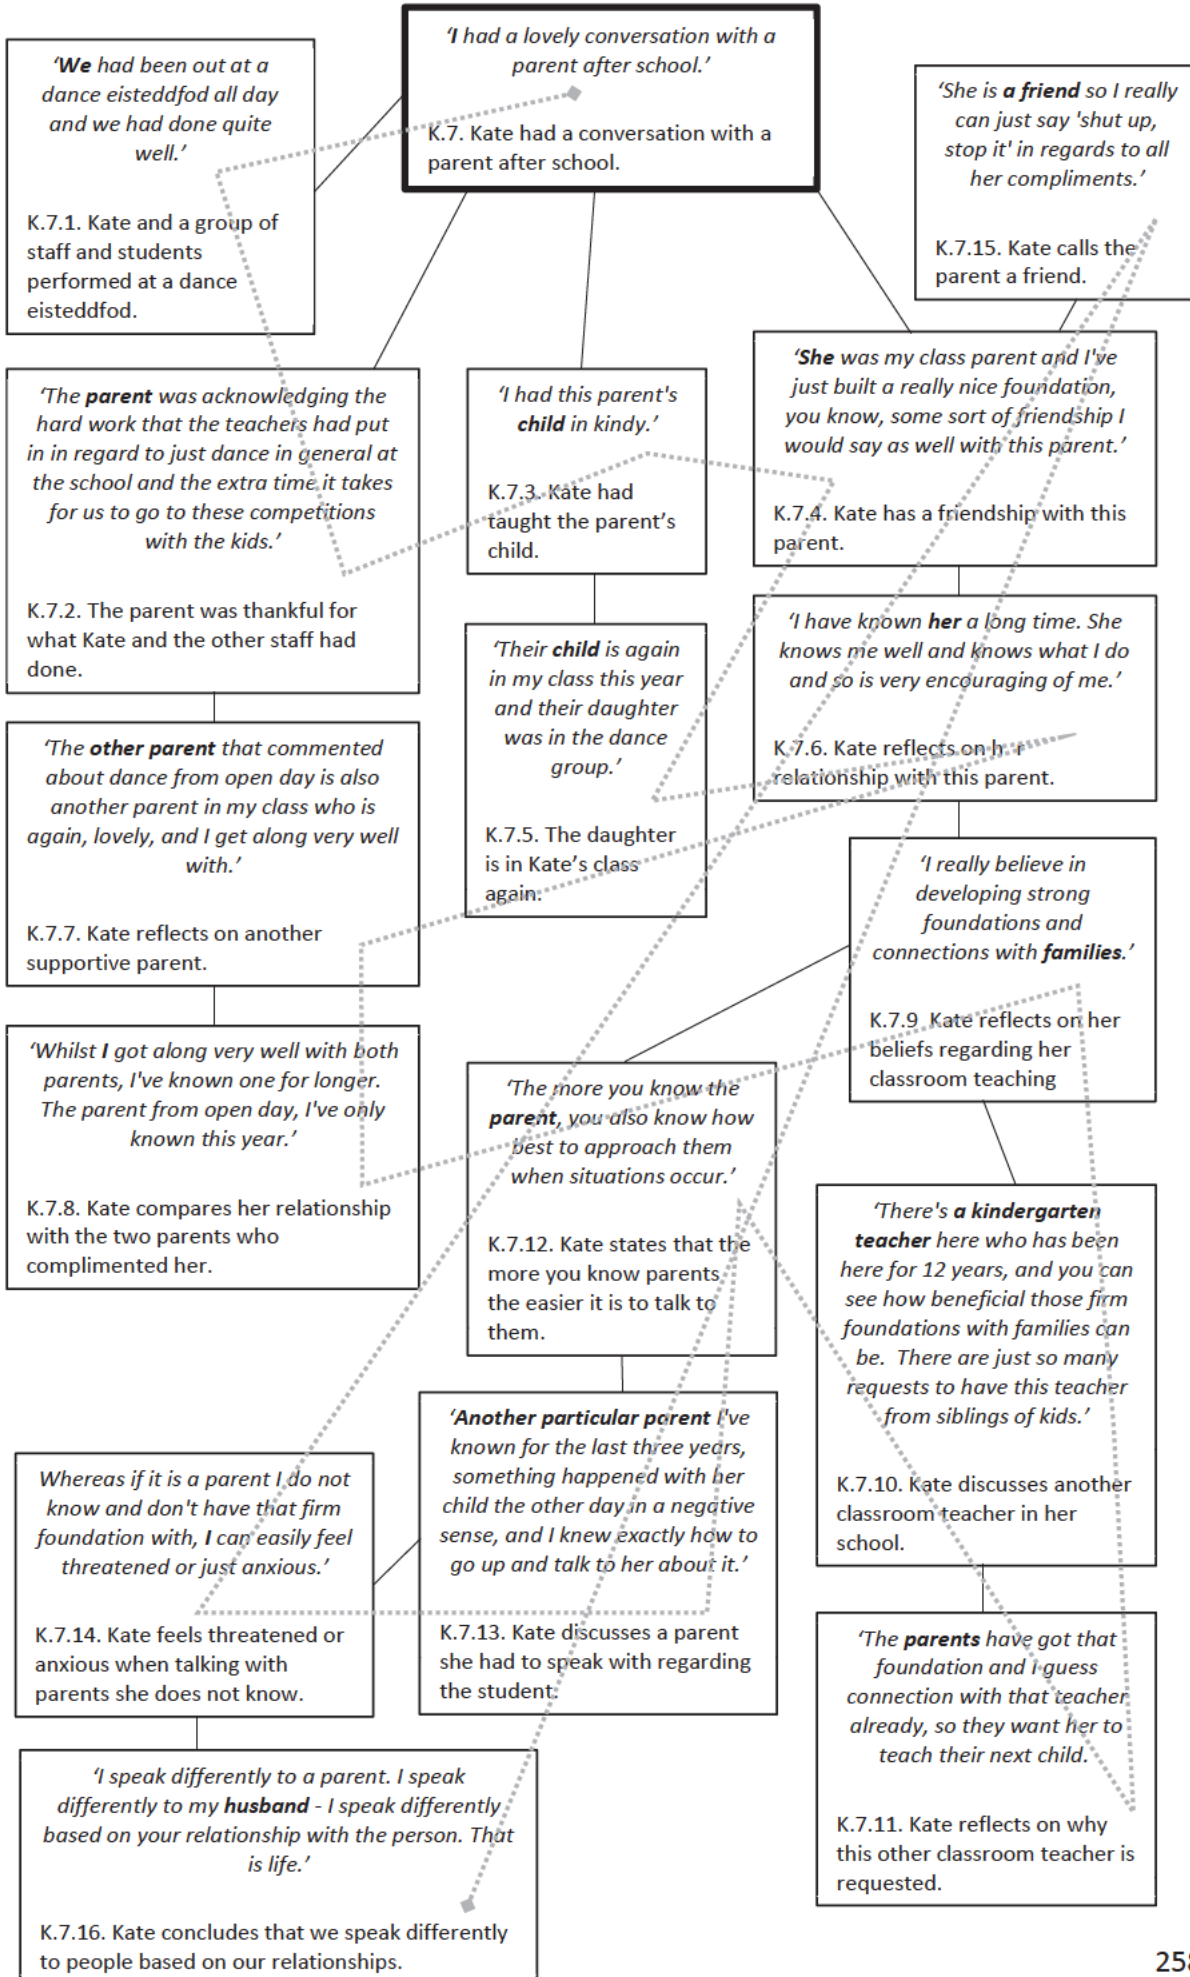 ‘I had a lovely conversation with a
parent after school.’
K.7. Kate had a conversation with a
parent after school.
‘We had been out at a
dance eisteddfod all day
and we had done quite
well.’
K.7.1. Kate and a group of
staff and students
performed at a dance
eisteddfod.
‘She is a friend so I really
can just say 'shut up,
stop it' in regards to all
her compliments.’
K.7.15. Kate calls the
parent a friend.
‘The parent was acknowledging the
hard work that the teachers had put
in in regard to just dance in general at
the school and the extra time it takes
for us to go to these competitions
with the kids.’
K.7.2. The parent was thankful for
what Kate and the other staff had
done.
‘I had this parent's
child in kindy.’
K.7.3. Kate had
taught the parent’s
child.
‘She was my class parent and I've
just built a really nice foundation,
you know, some sort of friendship I
would say as well with this parent.’
K.7.4. Kate has a friendship with this
parent.
‘Their child is again
in my class this year
and their daughter
was in the dance
group.’
K.7.5. The daughter
is in Kate’s class
again.
‘I have known her a long time. She
knows me well and knows what I do
and so is very encouraging of me.’
K.7.6. Kate reflects on her
relationship with this parent.
‘The other parent that commented
about dance from open day is also
another parent in my class who is
again, lovely, and I get along very well
with.’
K.7.7. Kate reflects on another
supportive parent.
‘Whilst I got along very well with both
parents, I've known one for longer.
The parent from open day, I've only
known this year.’
K.7.8. Kate compares her relationship
with the two parents who
complimented her.
‘I really believe in
developing strong
foundations and
connections with families.’
K.7.9 Kate reflects on her
beliefs regarding her
classroom teaching
‘The more you know the
parent, you also know how
best to approach them
when situations occur.’
K.7.12. Kate states that the
more you know parents
the easier it is to talk to
them.
‘There's a kindergarten
teacher here who has been
here for 12 years, and you can
see how beneficial those firm
foundations with families can
be. There are just so many
requests to have this teacher
from siblings of kids.’
K.7.10. Kate discusses another
classroom teacher in her
school.
‘Another particular parent I've
known for the last three years,
something happened with her
child the other day in a negative
sense, and I knew exactly how to
go up and talk to her about it.’
K.7.13. Kate discusses a parent
she had to speak with regarding
the student.
Whereas if it is a parent I do not
know and don't have that firm
foundation with, I can easily feel
threatened or just anxious.’
K.7.14. Kate feels threatened or
anxious when talking with
parents she does not know.
‘The parents have got that
foundation and I guess
connection with that teacher
already, so they want her to
teach their next child.
K.7.11. Kate reflects on why
this other classroom teacher is
requested.
‘I speak differently to a parent. I speak
differently to my husband - I speak differently
based on your relationship with the person. That
is life.’
K.7.16. Kate concludes that we speak differently
to people based on our relationships.
258